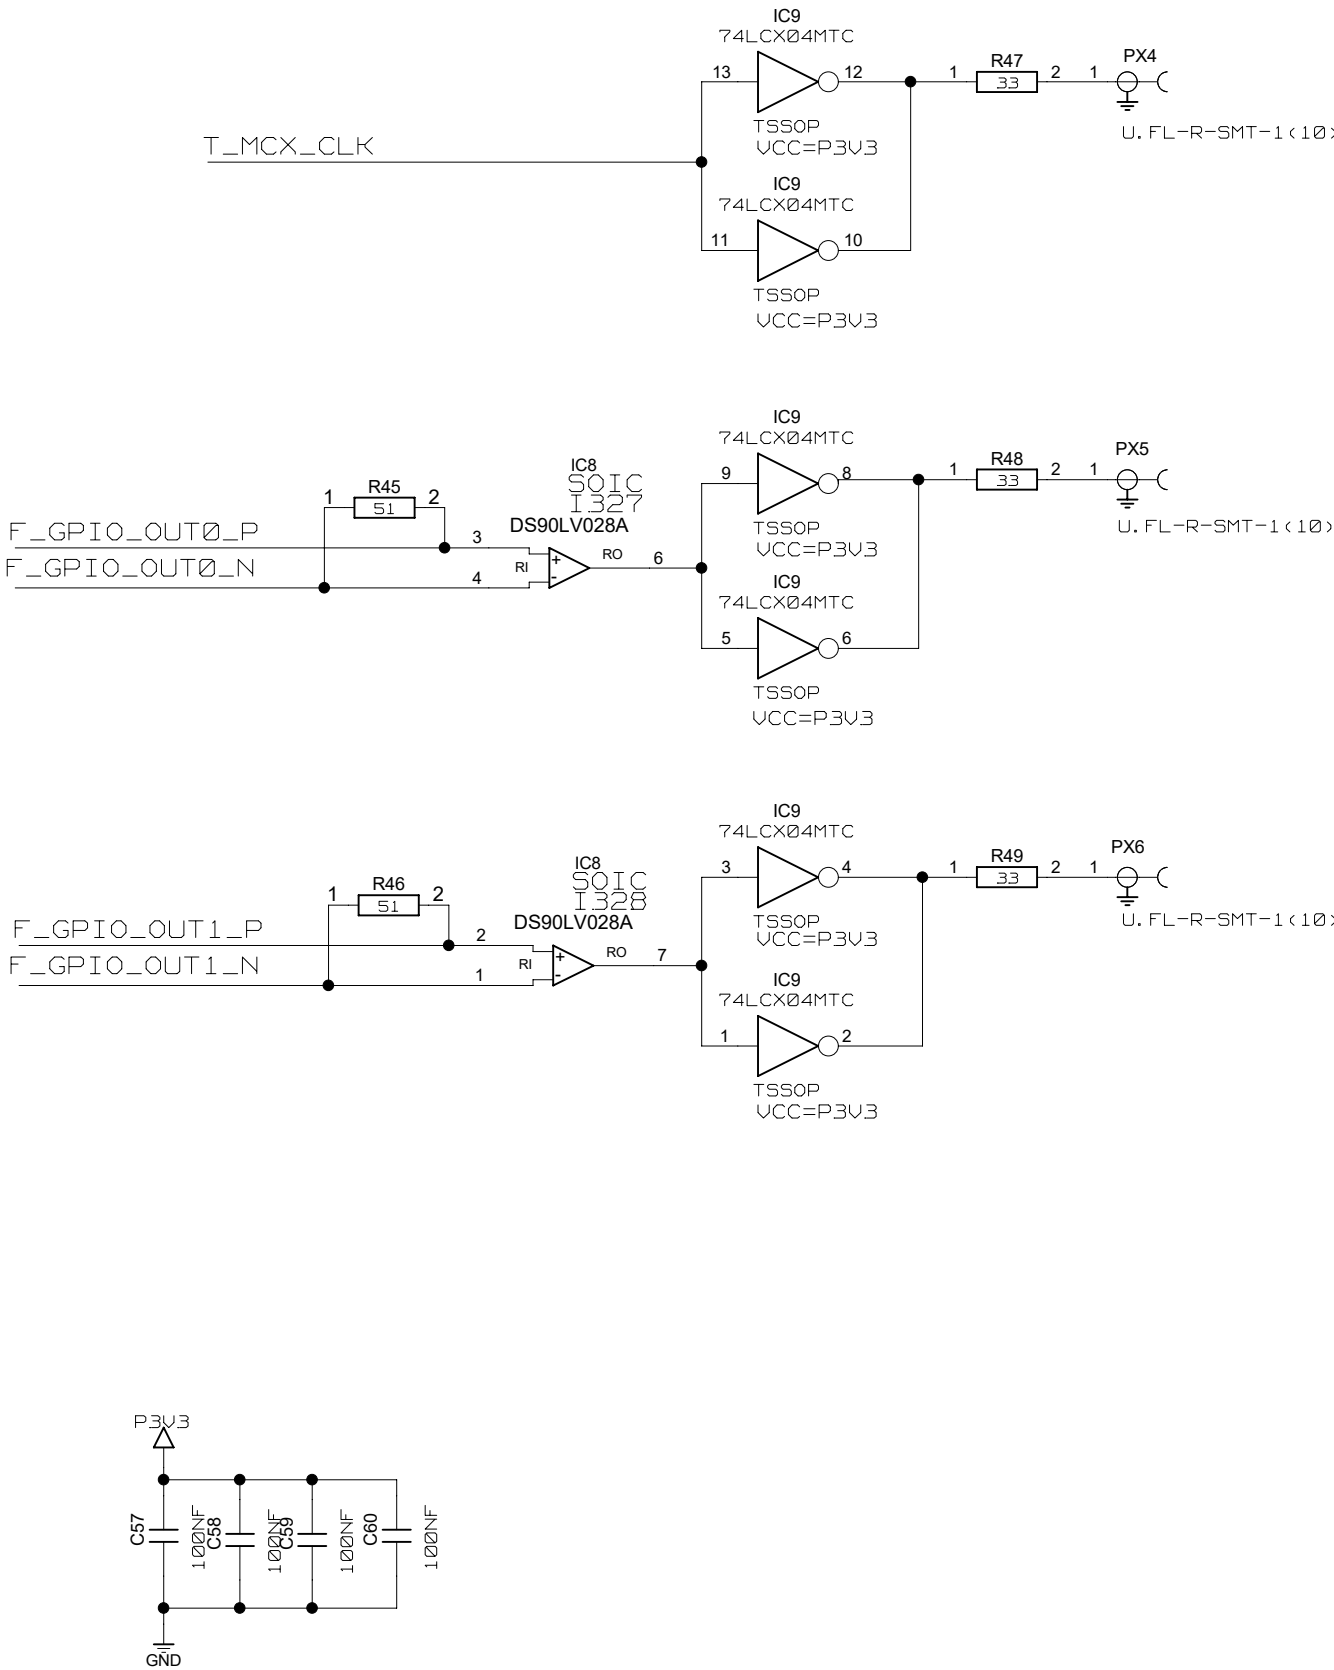 IC9
74LCX04MTC
13
12
TSSOP
VCC=P3V3
1 R47 2
33
1 PX4
U.FL-R-SMT-1(10)
T_MCX_CLK
IC9
74LCX04MTC
11
10
TSSOP
VCC=P3V3
IC9
74LCX04MTC
9
8
TSSOP
VCC=P3V3
1 R48 2
33
1 PX5
U.FL-R-SMT-1(10)
1 R45 2
51
F_GPIO_OUT0_P
F_GPIO_OUT0_N
IC8
SOIC
I327
DS90LV028A
3
4
RI
+
-
RO
6
IC9
74LCX04MTC
5
6
TSSOP
VCC=P3V3
IC9
74LCX04MTC
3
4
TSSOP
VCC=P3V3
1 R49 2
33
1 PX6
U.FL-R-SMT-1(10)
1 R46 2
51
F_GPIO_OUT1_P
F_GPIO_OUT1_N
IC8
SOIC
I328
DS90LV028A
2
1
RI
+
-
RO
7
IC9
74LCX04MTC
1
2
TSSOP
VCC=P3V3
P3V3
C57
100NF
C58
100NF
C59
100NF
C60
100NF
GND